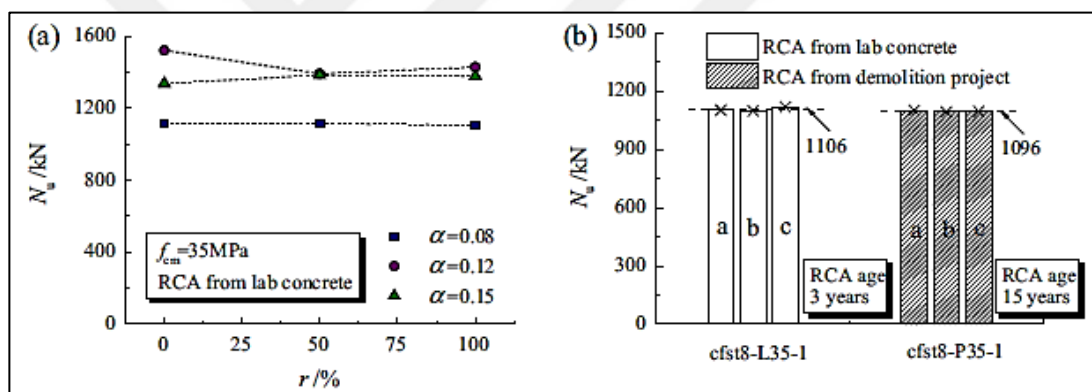 (a)
1600
1200
800
400
0
N_u /kN
f_cm=35MPa
RCA from lab concrete
α=0.08
α=0.12
α=0.15
0 25 50 75 100
r /%
(b)
1500
1200
900
600
300
0
N_u /kN
RCA from lab concrete
RCA from demolition project
1106
1096
a b c
a b c
RCA age
3 years
RCA age
15 years
cfst8-L35-1 cfst8-P35-1